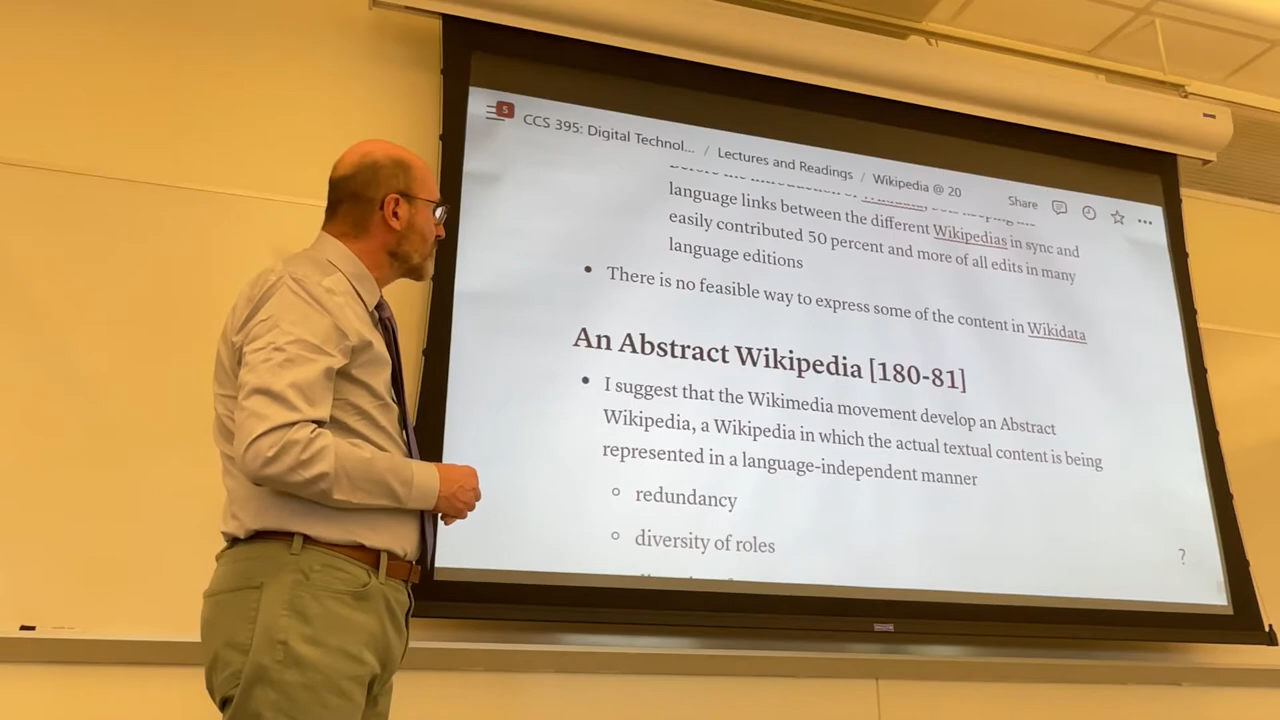 5
CCS 395: Digital Technol... / Lectures and Readings / Wikipedia @ 20
Share
language links between the different Wikipedias in sync and
easily contributed 50 percent and more of all edits in many
language editions
• There is no feasible way to express some of the content in Wikidata
An Abstract Wikipedia [180-81]
• I suggest that the Wikimedia movement develop an Abstract
Wikipedia, a Wikipedia in which the actual textual content is being
represented in a language-independent manner
redundancy
diversity of roles
?